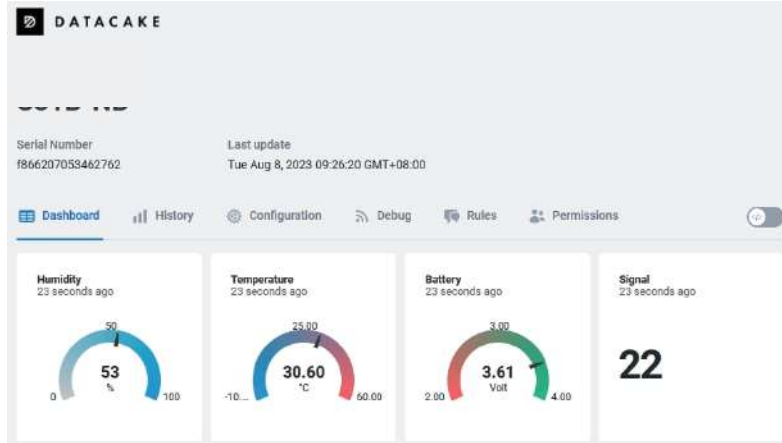 DATACAKE
Serial Number
f866207053462762
Last update
Tue Aug 8, 2023 09:26:20 GMT+08:00
Dashboard
History
Configuration
Debug
Rules
Permissions
Humidity
23 seconds ago
50
53
%
0
100
Temperature
23 seconds ago
25.00
30.60
°C
-10...
60.00
Battery
23 seconds ago
3.00
3.61
Volt
2.00
4.00
Signal
23 seconds ago
22